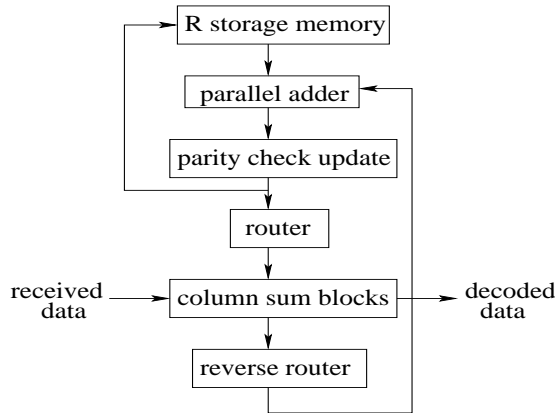 R storage memory
parallel adder
parity check update
router
received
data
column sum blocks
decoded
data
reverse router